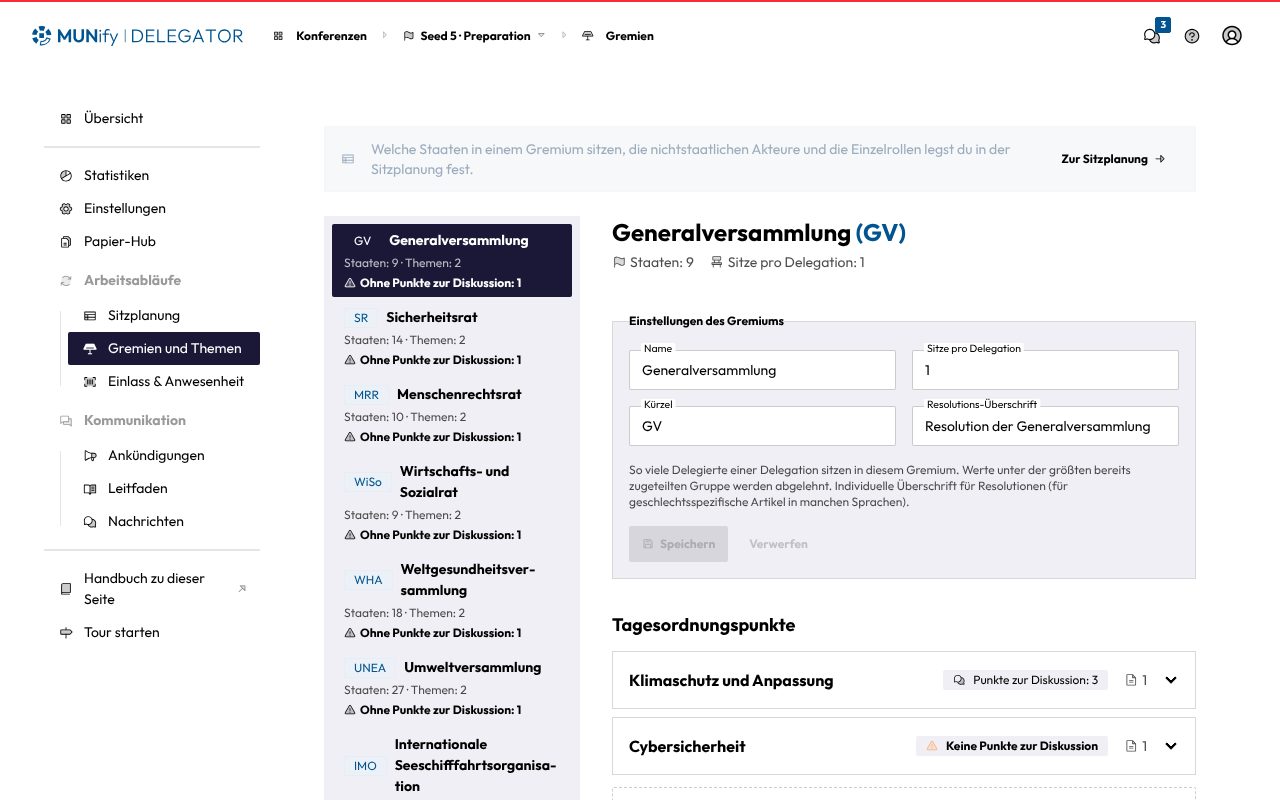 MUNify | DELEGATOR
Konferenzen
Seed 5 · Preparation
Gremien
3
Übersicht
Statistiken
Einstellungen
Papier-Hub
Arbeitsabläufe
Sitzplanung
Gremien und Themen
Einlass & Anwesenheit
Kommunikation
Ankündigungen
Leitfaden
Nachrichten
Handbuch zu dieser
Seite
Tour starten
Welche Staaten in einem Gremium sitzen, die nichtstaatlichen Akteure und die Einzelrollen legst du in der
Sitzplanung fest.
Zur Sitzplanung
GV Generalversammlung
Staaten: 9 · Themen: 2
Ohne Punkte zur Diskussion: 1
SR Sicherheitsrat
Staaten: 14 · Themen: 2
Ohne Punkte zur Diskussion: 1
MRR Menschenrechtsrat
Staaten: 10 · Themen: 2
Ohne Punkte zur Diskussion: 1
WiSo Wirtschafts- und
Sozialrat
Staaten: 9 · Themen: 2
Ohne Punkte zur Diskussion: 1
WHA Weltgesundheitsver-
sammlung
Staaten: 18 · Themen: 2
Ohne Punkte zur Diskussion: 1
UNEA Umweltversammlung
Staaten: 27 · Themen: 2
Ohne Punkte zur Diskussion: 1
IMO Internationale
Seeschifffahrtsorganisa-
tion
Generalversammlung (GV)
Staaten: 9 Sitze pro Delegation: 1
Einstellungen des Gremiums
Name
Generalversammlung
Sitze pro Delegation
1
Kürzel
GV
Resolutions-Überschrift
Resolution der Generalversammlung
So viele Delegierte einer Delegation sitzen in diesem Gremium. Werte unter der größten bereits
zugeteilten Gruppe werden abgelehnt. Individuelle Überschrift für Resolutionen (für
geschlechtsspezifische Artikel in manchen Sprachen).
Speichern
Verwerfen
Tagesordnungspunkte
Klimaschutz und Anpassung
Punkte zur Diskussion: 3
1
Cybersicherheit
Keine Punkte zur Diskussion
1